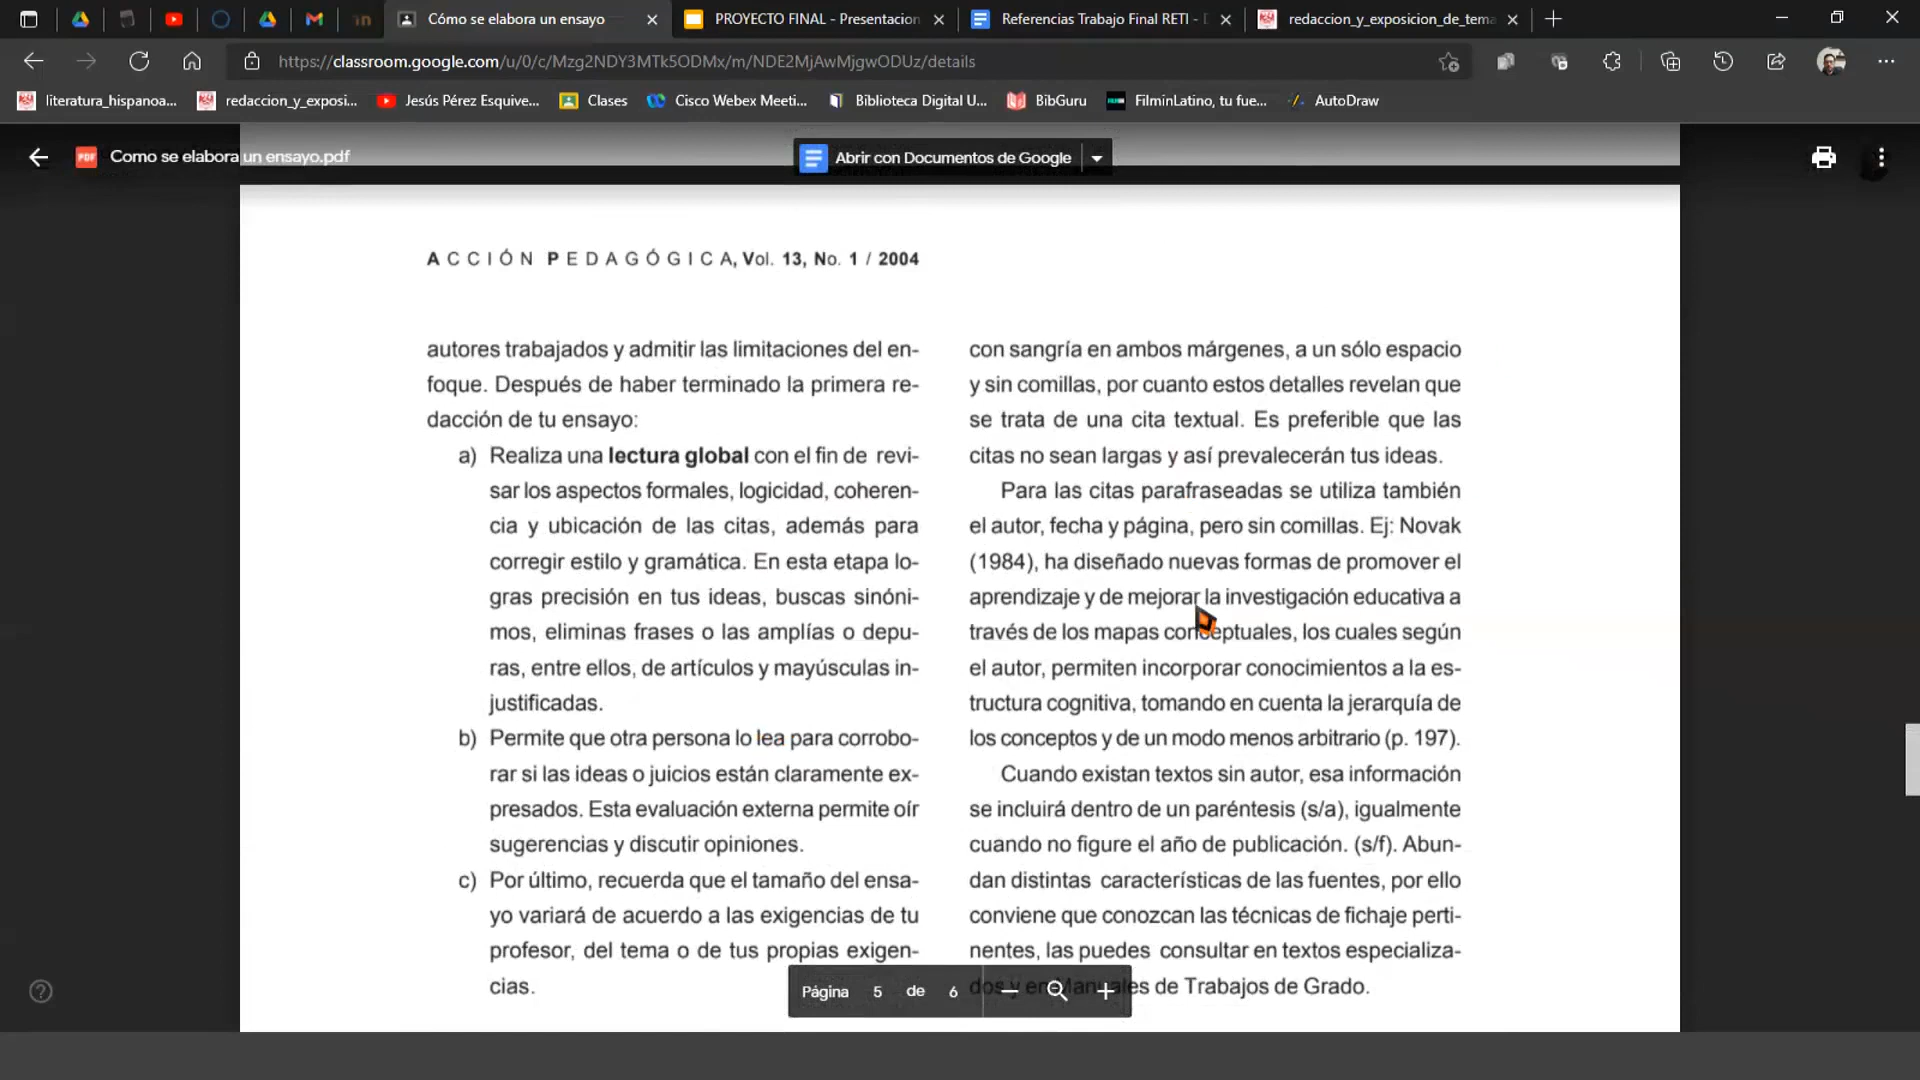 Cómo se elabora un ensayo
PROYECTO FINAL - Presentacion
Referencias Trabajo Final RETI - D
redaccion_y_exposicion_de_tema
https://classroom.google.com/u/0/c/Mzg2NDY3MTk5ODMx/m/NDE2MjAwMjgwODUz/details
literatura_hispanoa...
redaccion_y_exposi...
Jesús Pérez Esquive...
Clases
Cisco Webex Meeti...
Biblioteca Digital U...
BibGuru
FilminLatino, tu fue...
AutoDraw
PDF
Como se elabora un ensayo.pdf
Abrir con Documentos de Google
ACCIÓN PEDAGÓGICA, Vol. 13, No. 1 / 2004
autores trabajados y admitir las limitaciones del en-
foque. Después de haber terminado la primera re-
dacción de tu ensayo:
a) Realiza una lectura global con el fin de revi-
sar los aspectos formales, logicidad, coheren-
cia y ubicación de las citas, además para
corregir estilo y gramática. En esta etapa lo-
gras precisión en tus ideas, buscas sinóni-
mos, eliminas frases o las amplías o depu-
ras, entre ellos, de artículos y mayúsculas in-
justificadas.
b) Permite que otra persona lo lea para corrobo-
rar si las ideas o juicios están claramente ex-
presados. Esta evaluación externa permite oír
sugerencias y discutir opiniones.
c) Por último, recuerda que el tamaño del ensa-
yo variará de acuerdo a las exigencias de tu
profesor, del tema o de tus propias exigen-
cias.
con sangría en ambos márgenes, a un sólo espacio
y sin comillas, por cuanto estos detalles revelan que
se trata de una cita textual. Es preferible que las
citas no sean largas y así prevalecerán tus ideas.
Para las citas parafraseadas se utiliza también
el autor, fecha y página, pero sin comillas. Ej: Novak
(1984), ha diseñado nuevas formas de promover el
aprendizaje y de mejorar la investigación educativa a
través de los mapas conceptuales, los cuales según
el autor, permiten incorporar conocimientos a la es-
tructura cognitiva, tomando en cuenta la jerarquía de
los conceptos y de un modo menos arbitrario (p. 197).
Cuando existan textos sin autor, esa información
se incluirá dentro de un paréntesis (s/a), igualmente
cuando no figure el año de publicación. (s/f). Abun-
dan distintas características de las fuentes, por ello
conviene que conozcan las técnicas de fichaje perti-
nentes, las puedes consultar en textos especializa-
dos y en Manuales de Trabajos de Grado.
Página 5 de 6